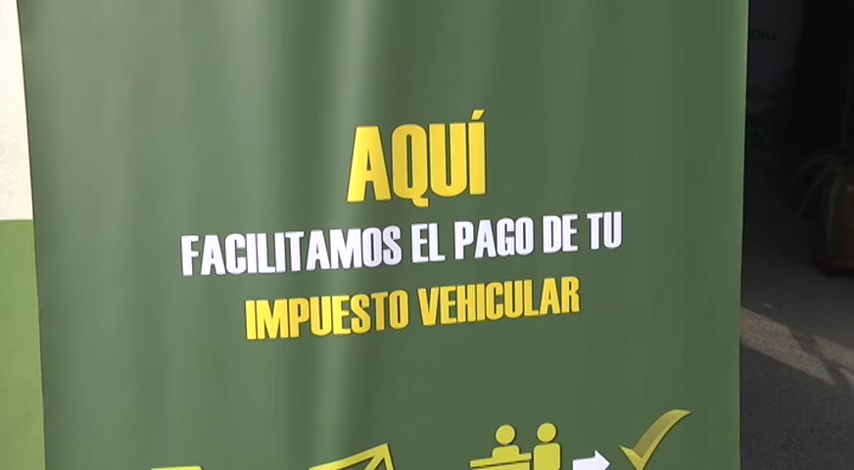 AQUÍ
FACILITAMOS EL PAGO DE TU
IMPUESTO VEHICULAR